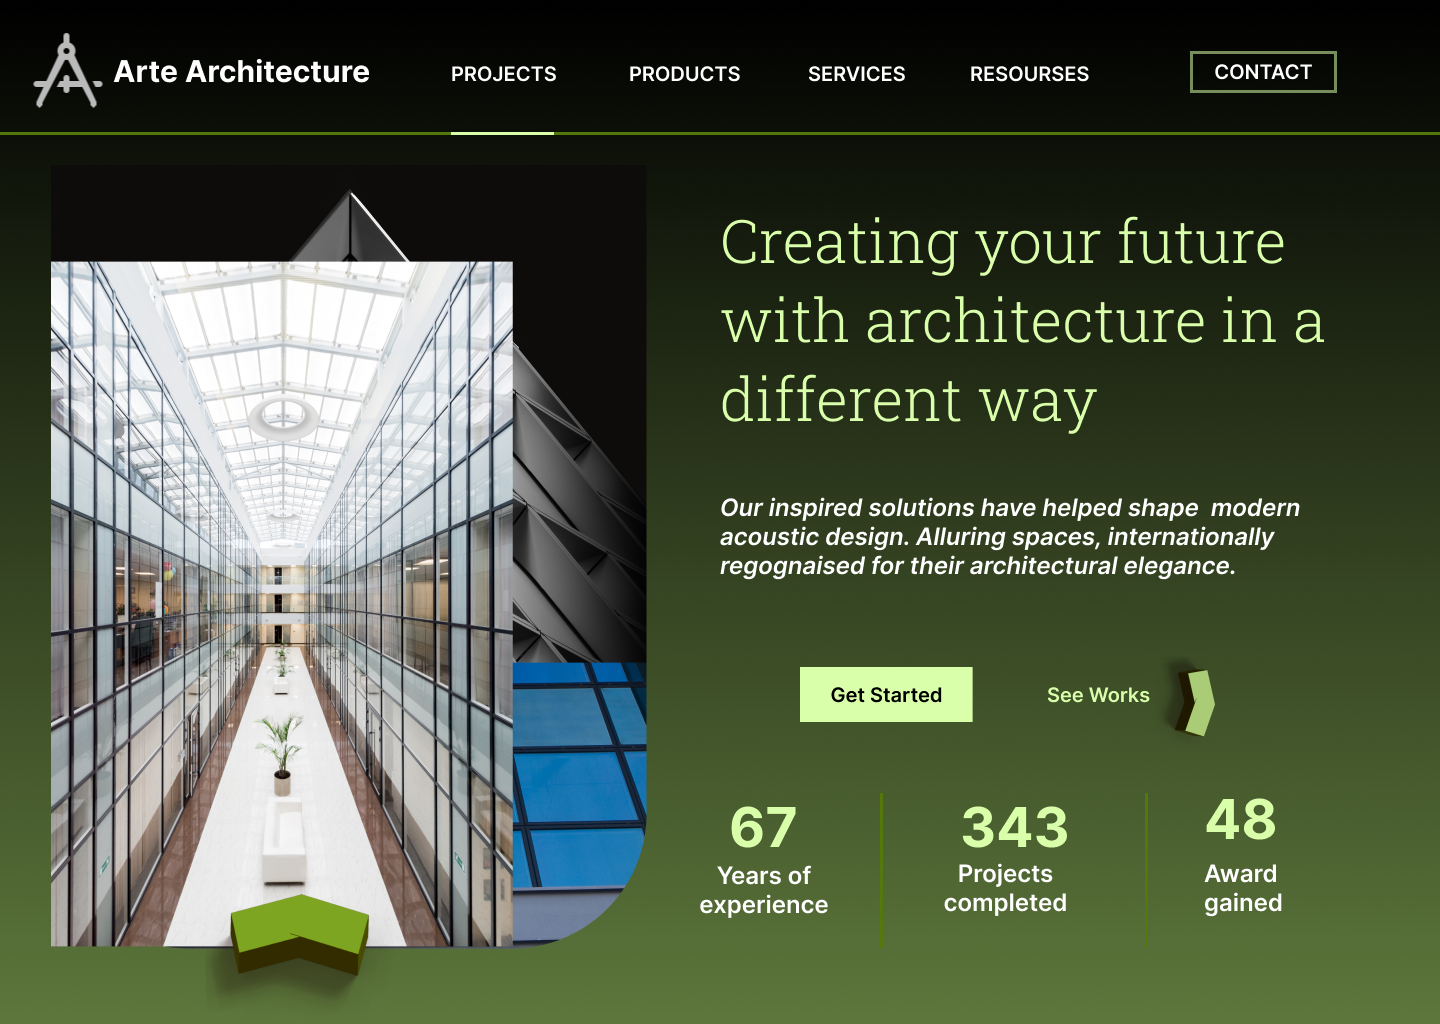 Arte Architecture
PROJECTS
PRODUCTS
SERVICES
RESOURSES
CONTACT
Creating your future
with architecture in a
different way
Our inspired solutions have helped shape  modern
acoustic design. Alluring spaces, internationally
regognaised for their architectural elegance.
Get Started
See Works
67
Years of
experience
343
Projects
completed
48
Award
gained